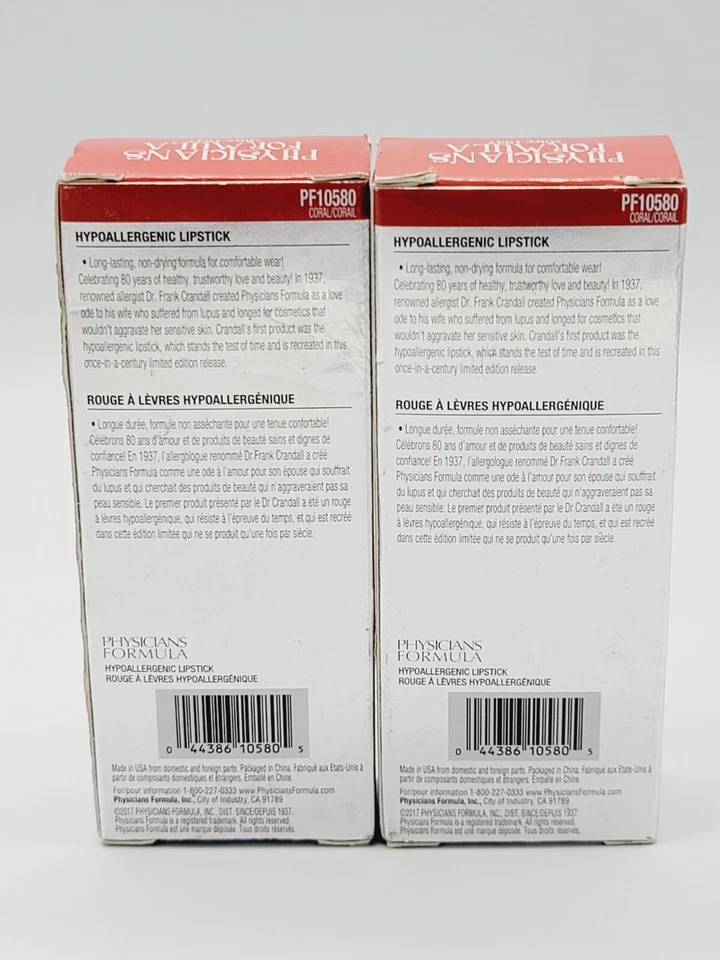 PHYSICIANS
FORMULA
SINCE 1937
PF10580
CORAL/CORAIL
HYPOALLERGENIC LIPSTICK
• Long-lasting, non-drying formula for comfortable wear!
Celebrating 80 years of healthy, trustworthy love and beauty! In 1937,
renowned allergist Dr. Frank Crandall created Physicians Formula as a love
ode to his wife who suffered from lupus and longed for cosmetics that
wouldn't aggravate her sensitive skin. Crandall's first product was the
hypoallergenic lipstick, which stands the test of time and is recreated in this
once-in-a-century limited edition release.
ROUGE À LÈVRES HYPOALLERGÉNIQUE
• Longue durée, formule non asséchante pour une tenue confortable!
Célébrons 80 ans d'amour et de produits de beauté sains et dignes de
confiance! En 1937, l'allergologue renommé Dr Frank Crandall a créé
Physicians Formula comme une ode à l'amour pour son épouse qui souffrait
du lupus et qui cherchait des produits de beauté qui n'aggraveraient pas sa
peau sensible. Le premier produit présenté par le Dr Crandall a été un rouge
à lèvres hypoallergénique, qui résiste à l'épreuve du temps, et qui est recréé
dans cette édition limitée qui ne se produit qu'une fois par siècle.
PHYSICIANS
FORMULA
HYPOALLERGENIC LIPSTICK
ROUGE À LÈVRES HYPOALLERGÉNIQUE
0 44386 10580 5
Made in USA from domestic and foreign parts. Packaged in China. Fabriqué aux Etats-Unis à
partir de composants domestiques et étrangers. Emballé en Chine.
For/pour information 1-800-227-0333 www.PhysiciansFormula.com
Physicians Formula, Inc., City of Industry, CA 91789
©2017 PHYSICIANS FORMULA, INC., DIST. SINCE/DEPUIS 1937.
Physicians Formula is a registered trademark. All rights reserved.
Physicians Formula est une marque déposée. Tous droits réservés
PHYSICIANS
FORMULA
SINCE 1937
PF10580
CORAL/CORAIL
HYPOALLERGENIC LIPSTICK
• Long-lasting, non-drying formula for comfortable wear!
Celebrating 80 years of healthy, trustworthy love and beauty! In 1937,
renowned allergist Dr. Frank Crandall created Physicians Formula as a love
ode to his wife who suffered from lupus and longed for cosmetics that
wouldn't aggravate her sensitive skin. Crandall's first product was the
hypoallergenic lipstick, which stands the test of time and is recreated in this
once-in-a-century limited edition release.
ROUGE À LÈVRES HYPOALLERGÉNIQUE
• Longue durée, formule non asséchante pour une tenue confortable!
Célébrons 80 ans d'amour et de produits de beauté sains et dignes de
confiance! En 1937, l'allergologue renommé Dr Frank Crandall a créé
Physicians Formula comme une ode à l'amour pour son épouse qui souffrait
du lupus et qui cherchait des produits de beauté qui n'aggraveraient pas sa
peau sensible. Le premier produit présenté par le Dr Crandall a été un rouge
à lèvres hypoallergénique, qui résiste à l'épreuve du temps, et qui est recréé
dans cette édition limitée qui ne se produit qu'une fois par siècle.
PHYSICIANS
FORMULA
HYPOALLERGENIC LIPSTICK
ROUGE À LÈVRES HYPOALLERGÉNIQUE
0 44386 10580 5
Made in USA from domestic and foreign parts. Packaged in China. Fabriqué aux Etats-Unis à
partir de composants domestiques et étrangers. Emballé en Chine.
For/pour information 1-800-227-0333 www.PhysiciansFormula.com
Physicians Formula, Inc., City of Industry, CA 91789
©2017 PHYSICIANS FORMULA, INC., DIST. SINCE/DEPUIS 1937.
Physicians Formula is a registered trademark. All rights reserved.
Physicians Formula est une marque déposée. Tous droits réservés.